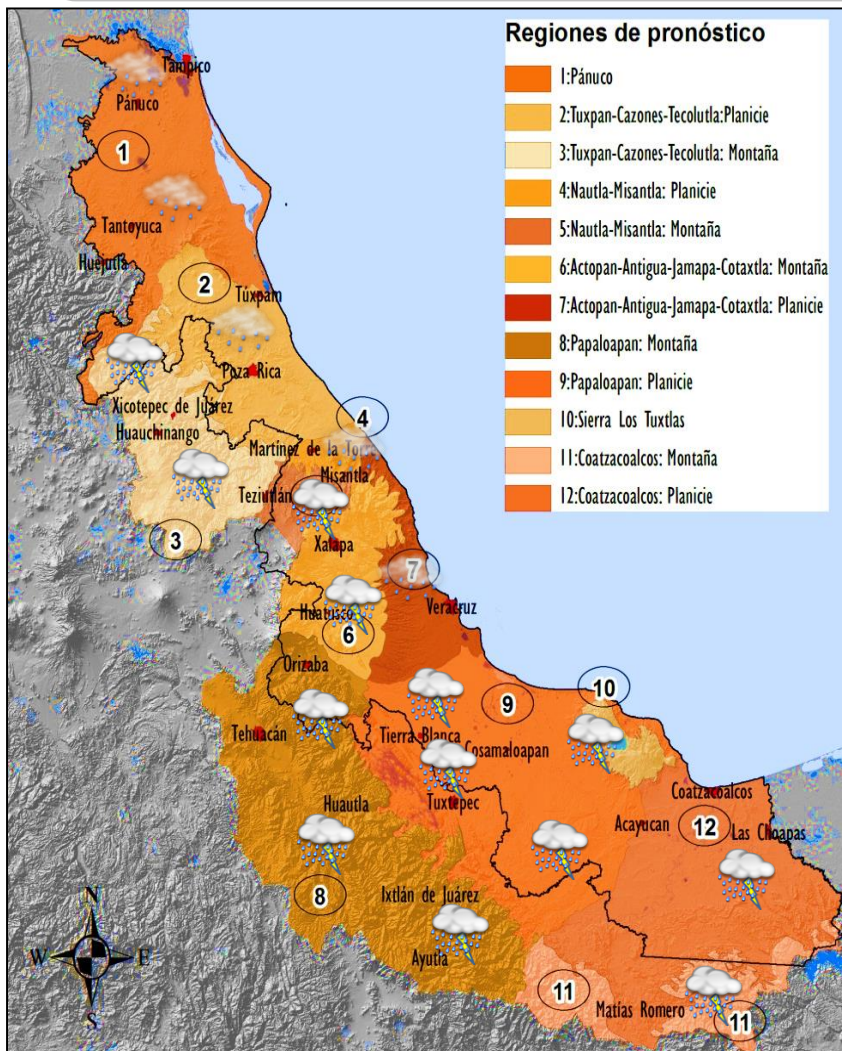 Regiones de pronóstico
1:Pánuco
2:Tuxpan-Cazones-Tecolutla:Planicie
3:Tuxpan-Cazones-Tecolutla: Montaña
4:Nautla-Misantla: Planicie
5:Nautla-Misantla: Montaña
6:Actopan-Antigua-Jamapa-Cotaxtla: Montaña
7:Actopan-Antigua-Jamapa-Cotaxtla: Planicie
8:Papaloapan: Montaña
9:Papaloapan: Planicie
10:Sierra Los Tuxtlas
11:Coatzacoalcos: Montaña
12:Coatzacoalcos: Planicie
Tampico
Pánuco
1
Tantoyuca
Huejutla
2
Túxpam
Poza Rica
Xicotepec de Juárez
Huauchinango
4
Martínez de la Torre
Misantla
Teziutlán
3
Xalapa
7
Veracruz
Huatusco
6
Orizaba
10
9
Tehuacán
Tierra Blanca
Cosamaloapan
Tuxtepec
Coatzacoalcos
Huautla
Acayucan
12
Las Choapas
8
Ixtlán de Juárez
Ayutla
11
Matías Romero
11
N
W
E
S